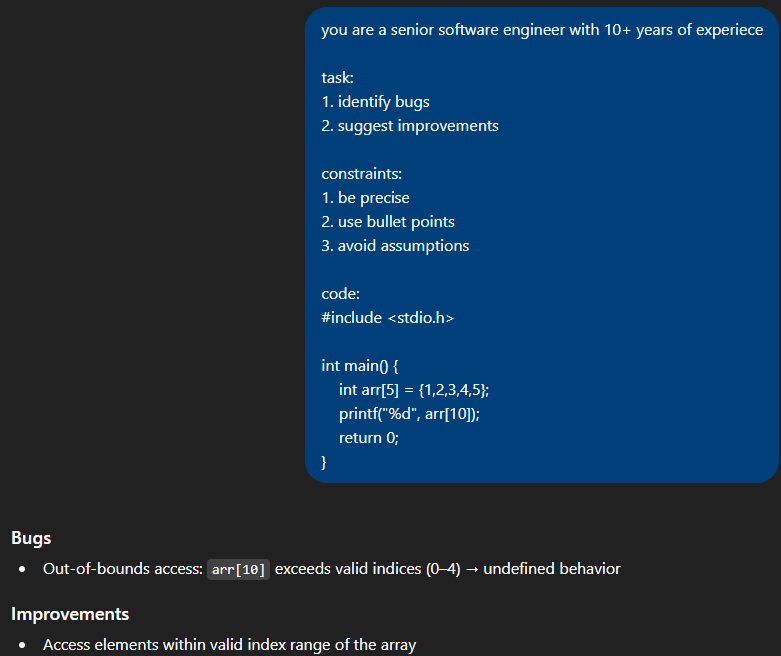 you are a senior software engineer with 10+ years of experiece
task:
1. identify bugs
2. suggest improvements
constraints:
1. be precise
2. use bullet points
3. avoid assumptions
code:
#include <stdio.h>
int main() {
    int arr[5] = {1,2,3,4,5};
    printf("%d", arr[10]);
    return 0;
}
Bugs
• Out-of-bounds access: arr[10] exceeds valid indices (0–4) → undefined behavior
Improvements
• Access elements within valid index range of the array